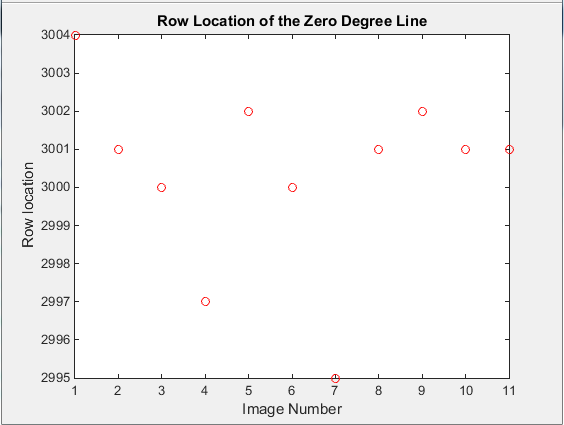 Row Location of the Zero Degree Line
3004
3003
3002
3001
3000
2999
2998
2997
2996
2995
Row location
1 2 3 4 5 6 7 8 9 10 11
Image Number